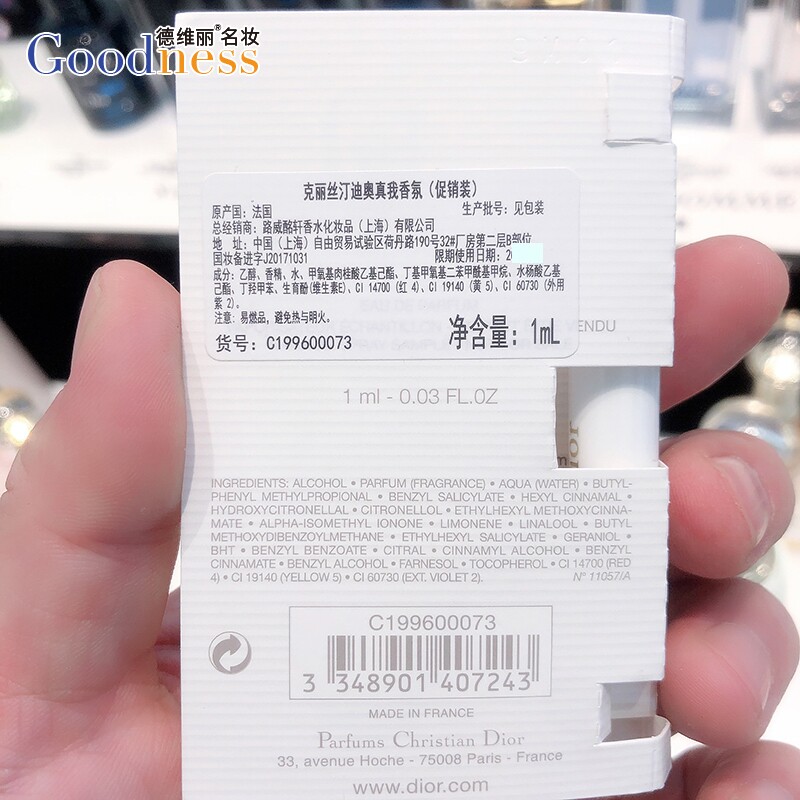 德维丽®名妆
Goodness
克丽丝汀迪奥真我香氛（促销装）
原产国：法国 生产批号：见包装
总经销商：路威酩轩香水化妆品（上海）有限公司
地 址：中国（上海）自由贸易试验区荷丹路190号32#厂房第二层B部位
国妆备进字J20171031 限期使用日期：2
成分：乙醇、香精、水、甲氧基肉桂酸乙基己酯、丁基甲氧基二苯甲酰基甲烷、水杨酸乙基
己酯、丁羟甲苯、生育酚(维生素E)、CI 14700（红 4）、CI 19140（黄 5）、CI 60730（外用
紫 2）。
注意：易燃品，避免热与明火。
货号：C199600073 净含量：1mL
VENDU
1 ml - 0.03 FL.OZ
Dior
INGREDIENTS: ALCOHOL • PARFUM (FRAGRANCE) • AQUA (WATER) • BUTYL-
PHENYL METHYLPROPIONAL • BENZYL SALICYLATE • HEXYL CINNAMAL •
HYDROXYCITRONELLAL • CITRONELLOL • ETHYLHEXYL METHOXYCINNA-
MATE • ALPHA-ISOMETHYL IONONE • LIMONENE • LINALOOL • BUTYL
METHOXYDIBENZOYLMETHANE • ETHYLHEXYL SALICYLATE • GERANIOL •
BHT • BENZYL BENZOATE • CITRAL • CINNAMYL ALCOHOL • BENZYL
CINNAMATE • BENZYL ALCOHOL • FARNESOL • TOCOPHEROL • CI 14700 (RED
4) • CI 19140 (YELLOW 5) • CI 60730 (EXT. VIOLET 2). N° 11057/A
C199600073
3 348901 407243
MADE IN FRANCE
Parfums Christian Dior
33, avenue Hoche - 75008 Paris - France
www.dior.com